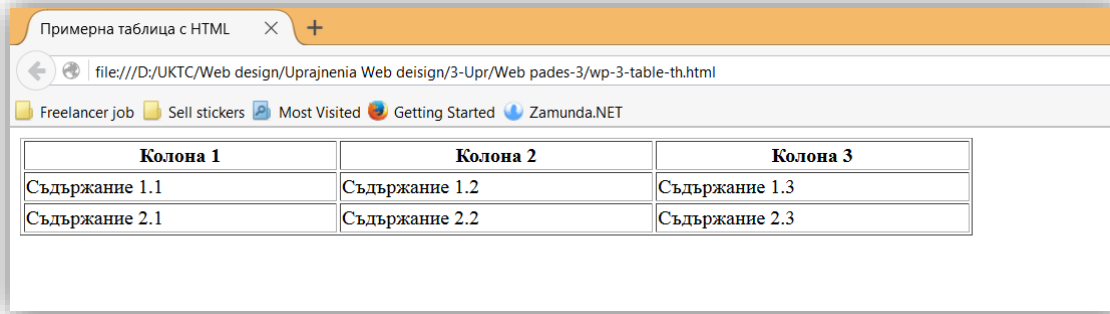 Примерна таблица с HTML
file:///D:/UKTC/Web design/Uprajnenia Web deisign/3-Upr/Web pades-3/wp-3-table-th.html
Freelancer job Sell stickers Most Visited Getting Started Zamunda.NET
Колона 1 Колона 2 Колона 3
Съдържание 1.1 Съдържание 1.2 Съдържание 1.3
Съдържание 2.1 Съдържание 2.2 Съдържание 2.3